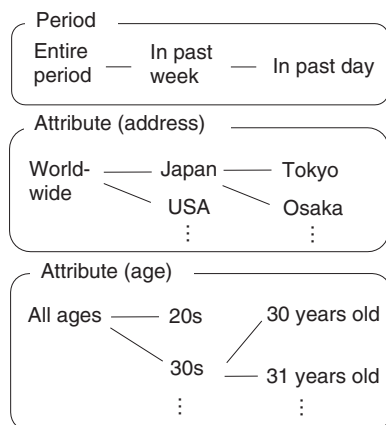 Period
Entire period
In past week
In past day
Attribute (address)
World-wide
Japan
Tokyo
USA
Osaka
⋮
⋮
Attribute (age)
All ages
20s
30 years old
30s
31 years old
⋮
⋮